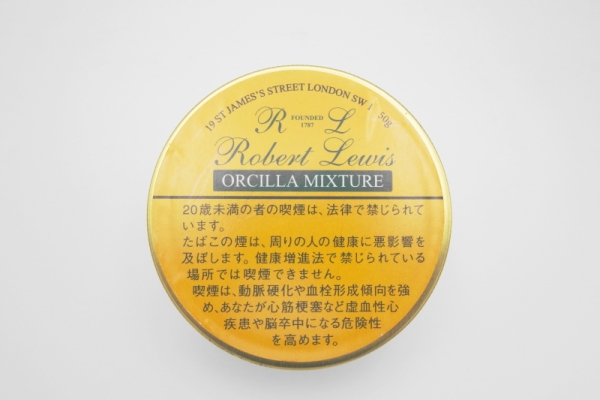 19 ST JAMES'S STREET LONDON SW1 50g
R FOUNDED 1787 L
Robert Lewis
ORCILLA MIXTURE
20歳未満の者の喫煙は、法律で禁じられて
います。
たばこの煙は、周りの人の健康に悪影響を
及ぼします。健康増進法で禁じられている
場所では喫煙できません。
喫煙は、動脈硬化や血栓形成傾向を強
め、あなたが心筋梗塞など虚血性心
疾患や脳卒中になる危険性
を高めます。